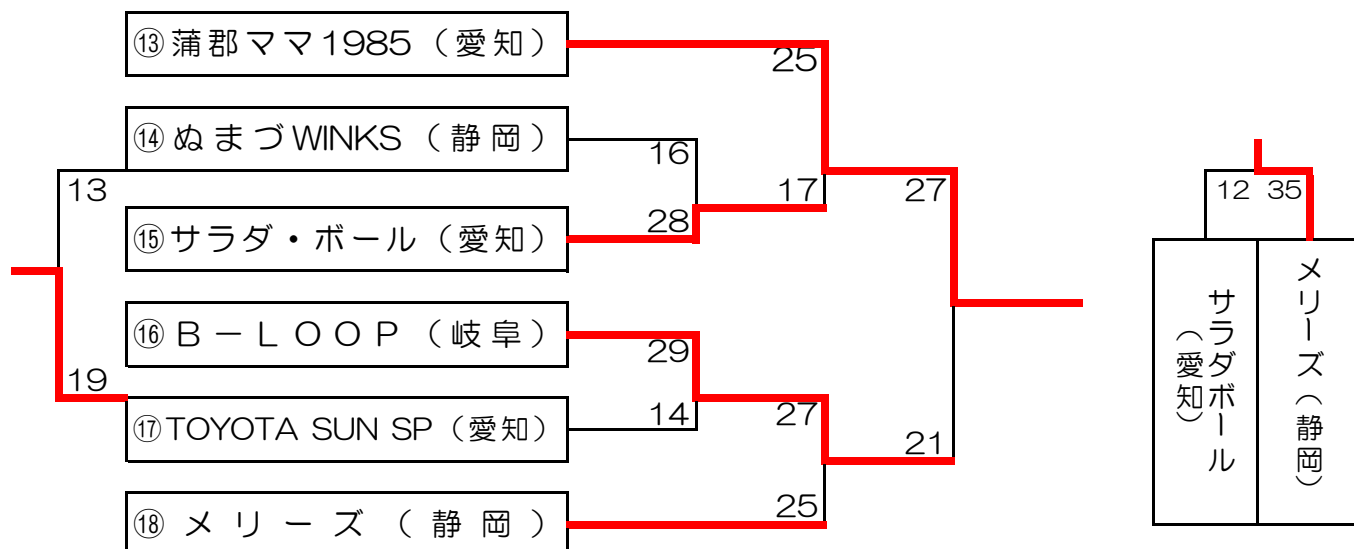 ⑬蒲郡ママ1985（愛知）
25
⑭ぬまづWINKS（静岡）
16
13
17
27
12 35
⑮サラダ・ボール（愛知）
28
⑯B－LOOP（岐阜）
29
19
⑰TOYOTA SUN SP（愛知）
14
27
21
⑱メリーズ（静岡）
25
メリーズ（静岡）
サラダボール
（愛知）